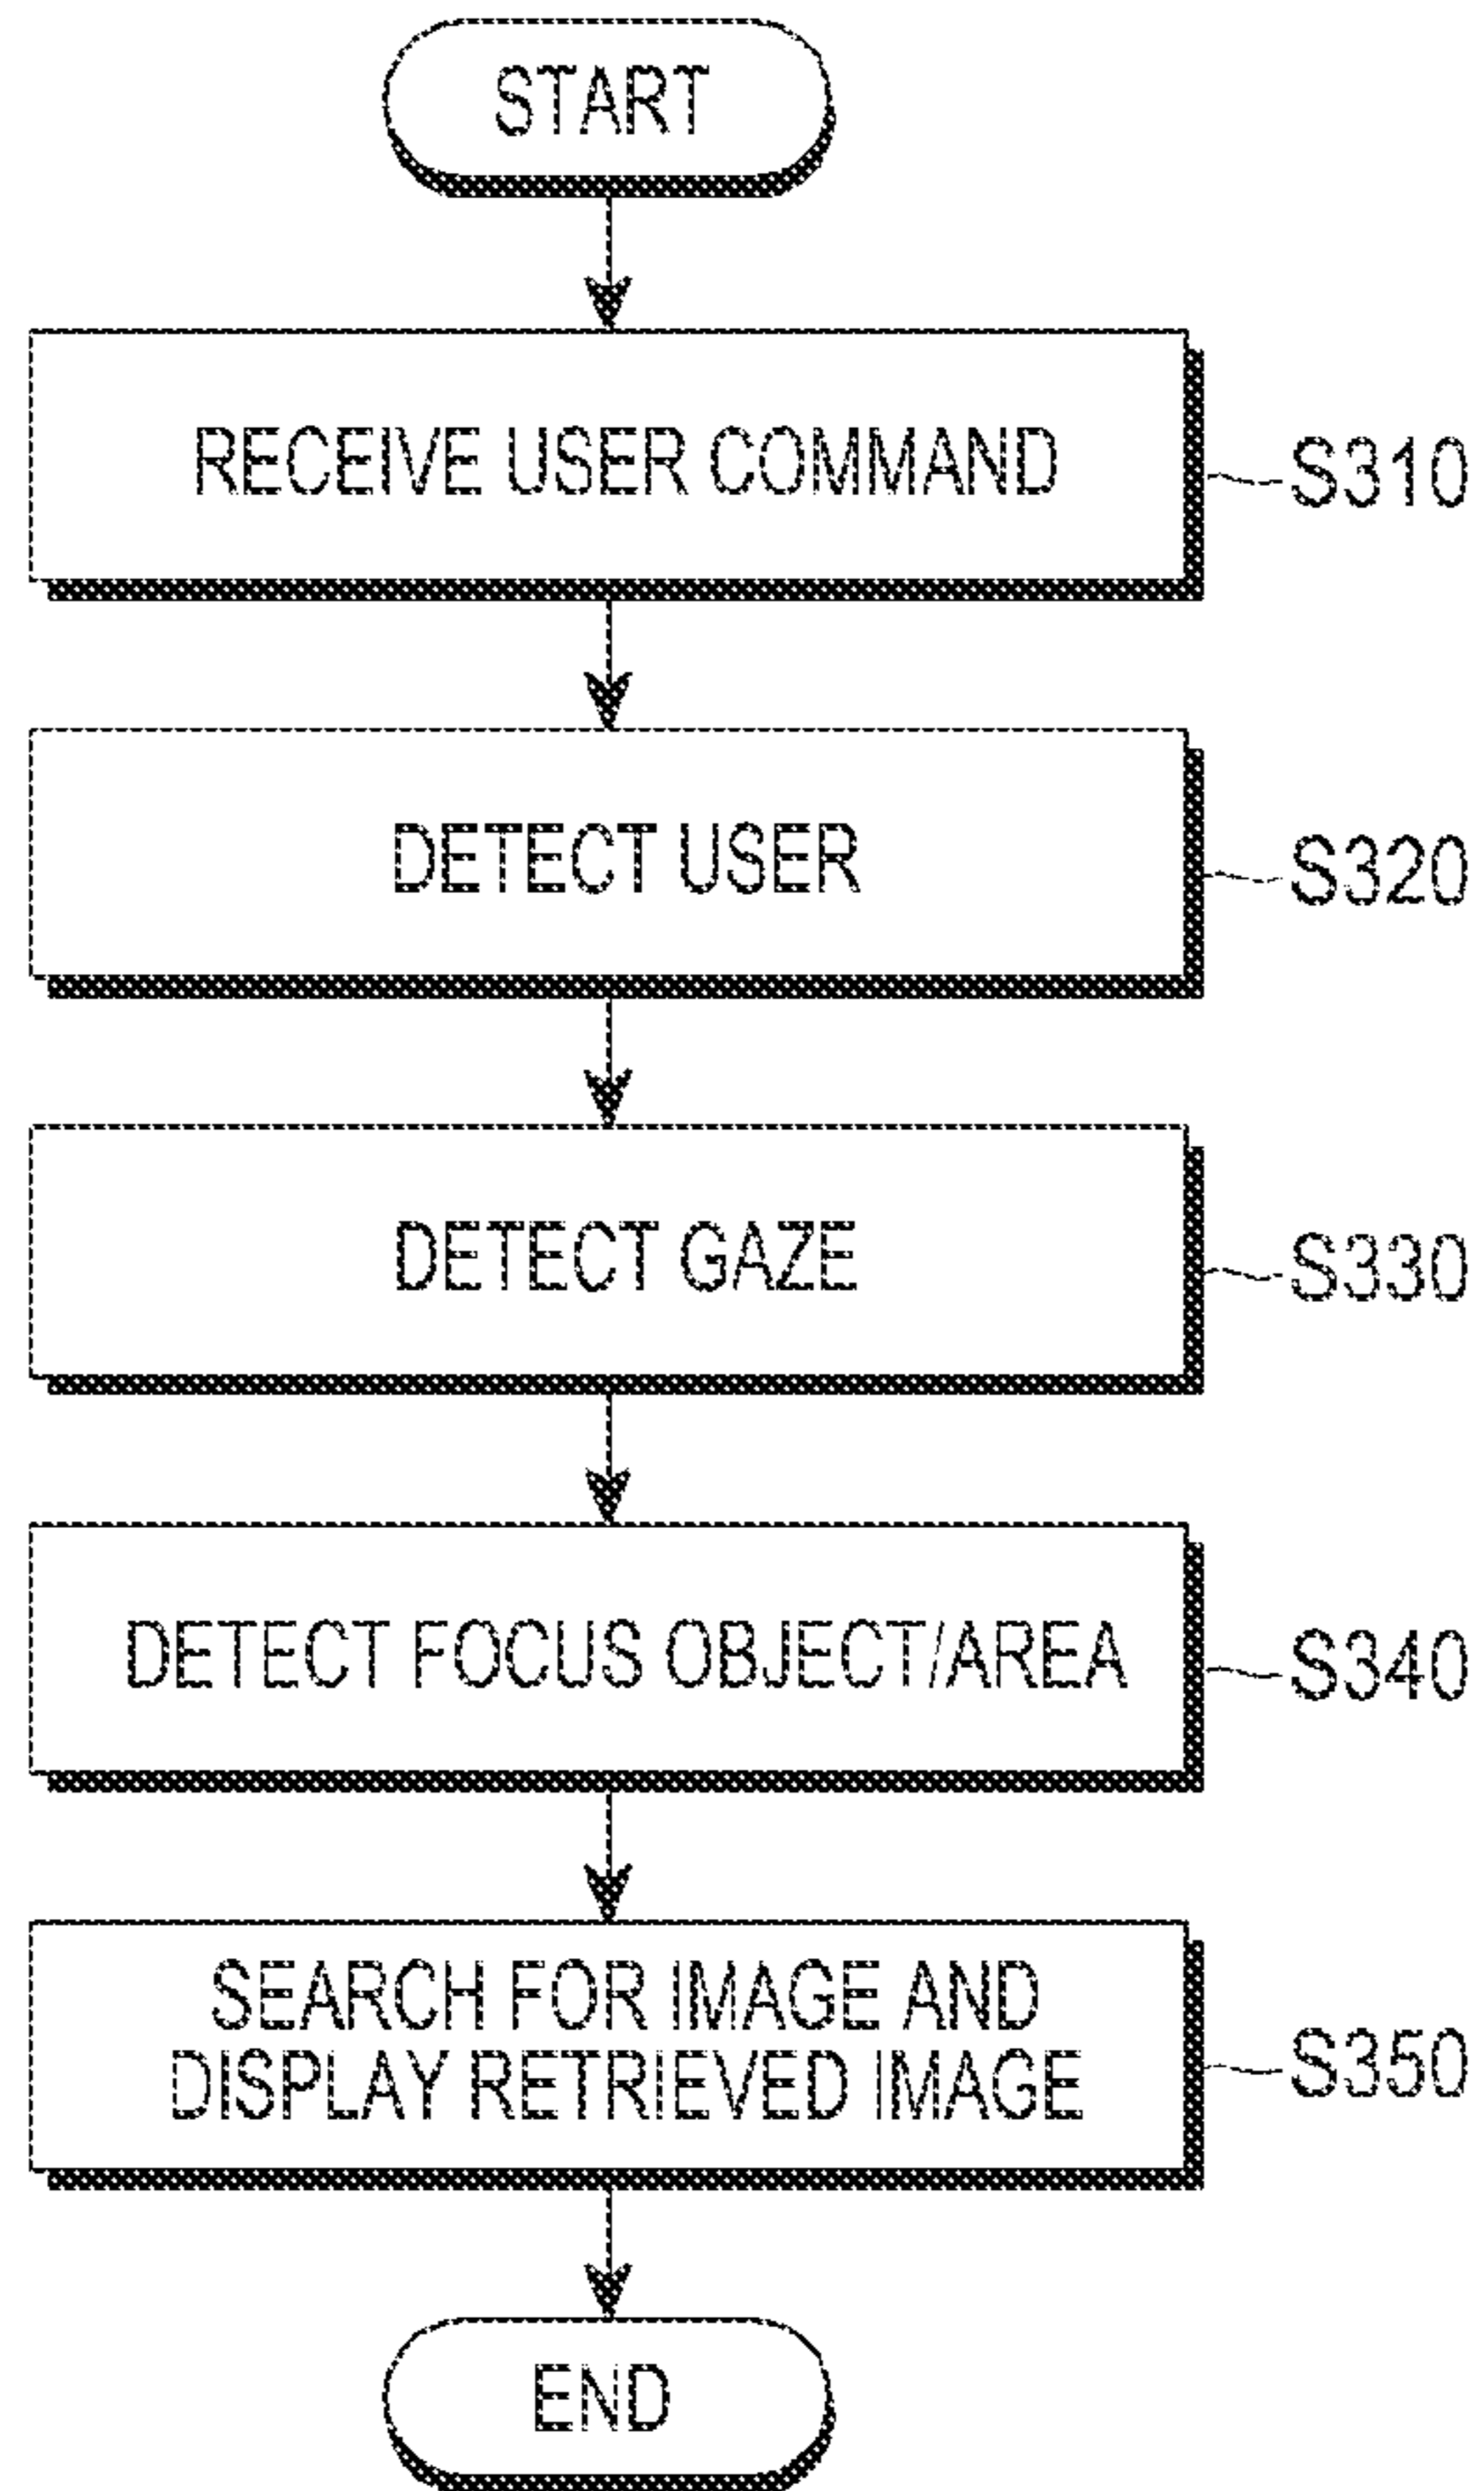 START
RECEIVE USER COMMAND
S310
DETECT USER
S320
DETECT GAZE
S330
DETECT FOCUS OBJECT/AREA
S340
SEARCH FOR IMAGE AND
DISPLAY RETRIEVED IMAGE
S350
END